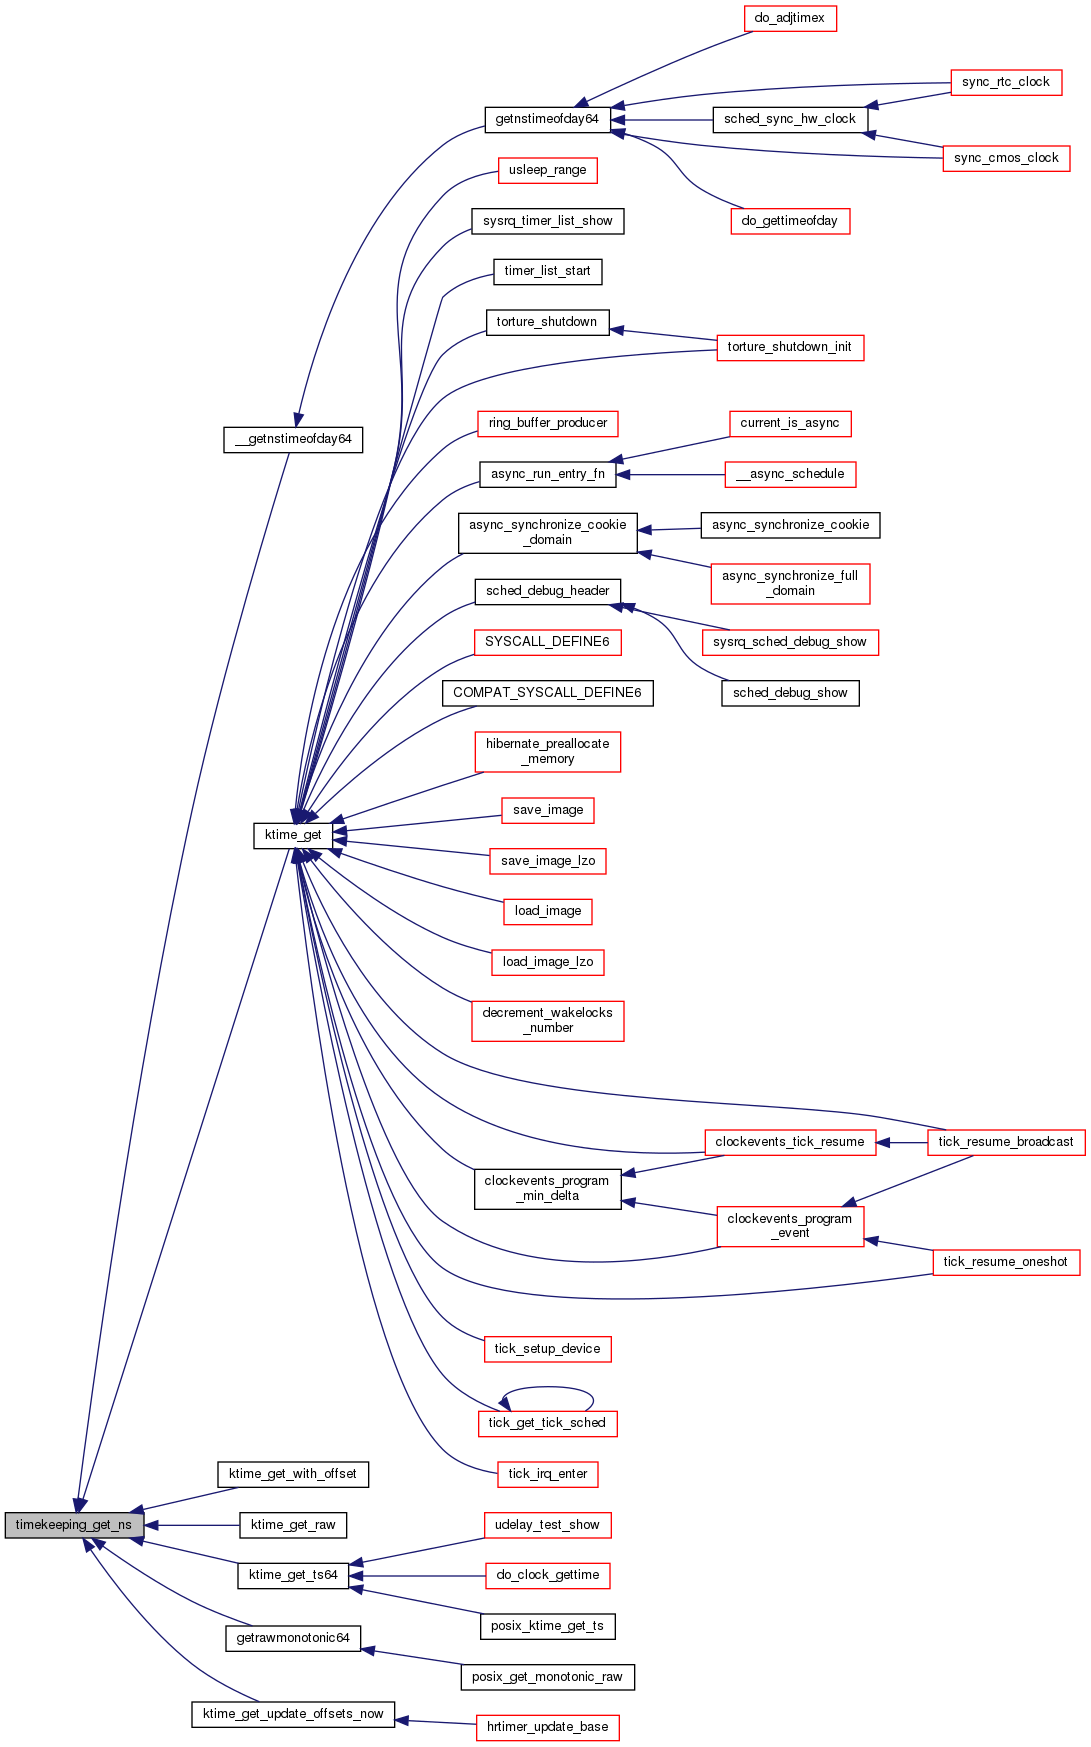 do_adjtimex
sync_rtc_clock
getnstimeofday64
sched_sync_hw_clock
sync_cmos_clock
usleep_range
do_gettimeofday
sysrq_timer_list_show
timer_list_start
torture_shutdown
torture_shutdown_init
ring_buffer_producer
current_is_async
__getnstimeofday64
async_run_entry_fn
__async_schedule
async_synchronize_cookie
_domain
async_synchronize_cookie
async_synchronize_full
_domain
sched_debug_header
SYSCALL_DEFINE6
sysrq_sched_debug_show
COMPAT_SYSCALL_DEFINE6
sched_debug_show
hibernate_preallocate
_memory
save_image
ktime_get
save_image_lzo
load_image
load_image_lzo
decrement_wakelocks
_number
clockevents_tick_resume
tick_resume_broadcast
clockevents_program
_min_delta
clockevents_program
_event
tick_resume_oneshot
tick_setup_device
tick_get_tick_sched
tick_irq_enter
ktime_get_with_offset
timekeeping_get_ns
ktime_get_raw
udelay_test_show
ktime_get_ts64
do_clock_gettime
posix_ktime_get_ts
getrawmonotonic64
posix_get_monotonic_raw
ktime_get_update_offsets_now
hrtimer_update_base